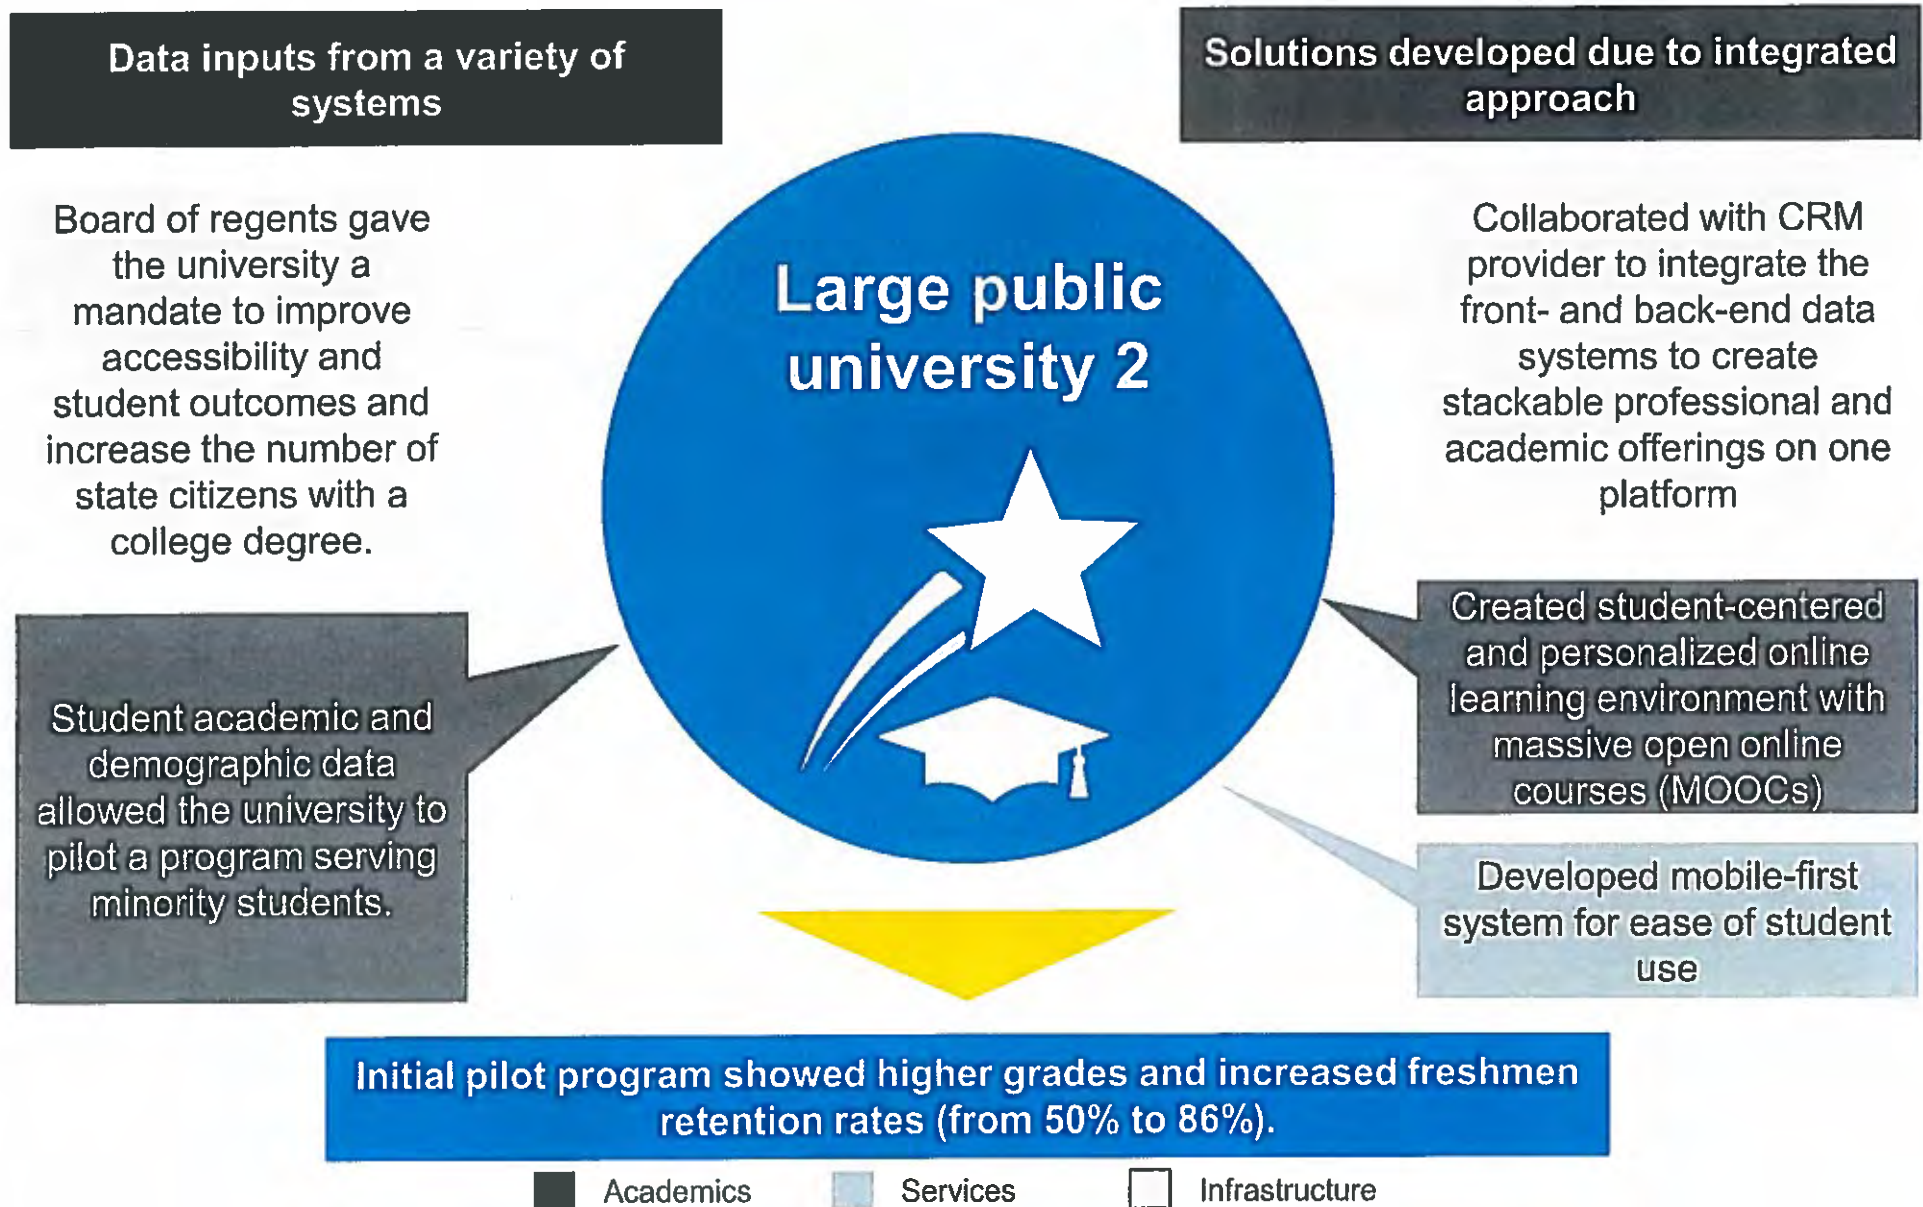 Data inputs from a variety of
systems
Board of regents gave
the university a
mandate to improve
accessibility and
student outcomes and
increase the number of
state citizens with a
college degree.
Student academic and
demographic data
allowed the university to
pilot a program serving
minority students.
Large public
university 2
Solutions developed due to integrated
approach
Collaborated with CRM
provider to integrate the
front- and back-end data
systems to create
stackable professional and
academic offerings on one
platform
Created student-centered
and personalized online
learning environment with
massive open online
courses (MOOCs)
Developed mobile-first
system for ease of student
use
Initial pilot program showed higher grades and increased freshmen
retention rates (from 50% to 86%).
Academics
Services
Infrastructure